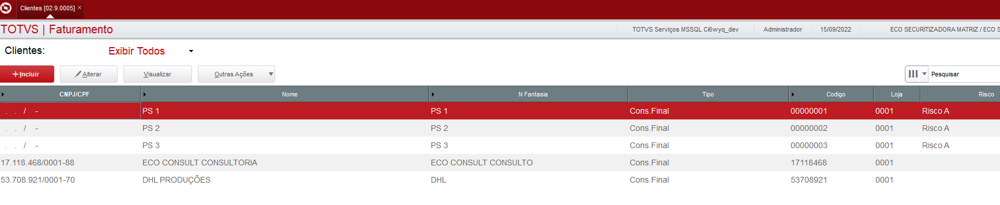 Clientes [02.9.0005] ×
TOTVS | Faturamento TOTVS Serviços MSSQL Ci6wyq_dev Administrador 15/09/2022 ECO SECURITIZADORA MATRIZ / ECO S
Clientes: Exibir Todos
+Incluir Alterar Visualizar Outras Ações Pesquisar
CNPJ/CPF Nome N Fantasia Tipo Codigo Loja Risco
. . / - PS 1 PS 1 Cons.Final 00000001 0001 Risco A
. . / - PS 2 PS 2 Cons.Final 00000002 0001 Risco A
. . / - PS 3 PS 3 Cons.Final 00000003 0001 Risco A
17.118.468/0001-88 ECO CONSULT CONSULTORIA ECO CONSULT CONSULTO Cons.Final 17118468 0001
53.708.921/0001-70 DHL PRODUÇÕES DHL Cons.Final 53708921 0001